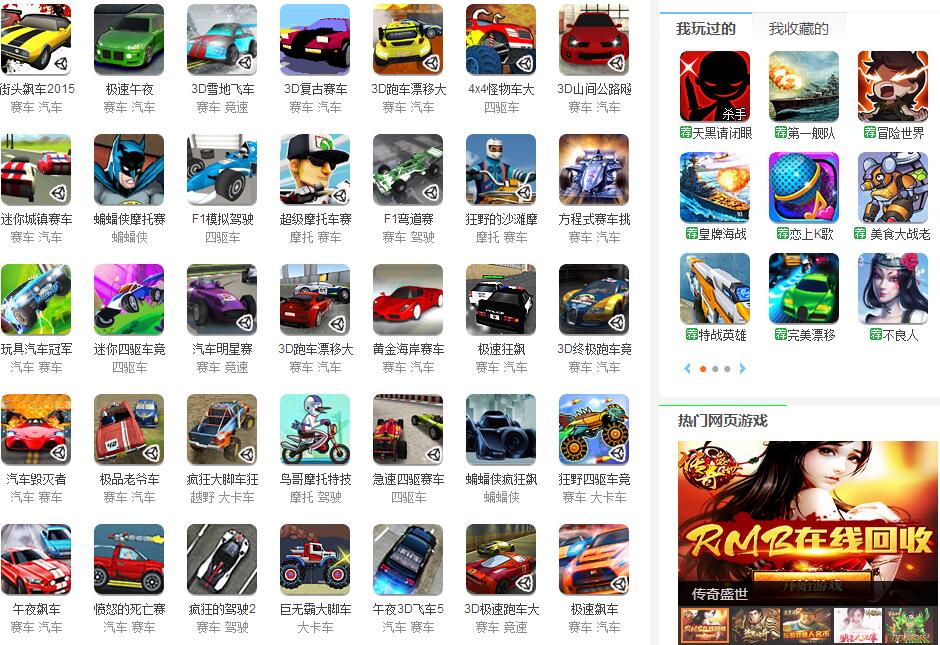 街头飙车2015 极速午夜 3D雪地飞车 3D复古赛车 3D跑车漂移大 4x4怪物车大 3D山间公路飚
赛车 汽车 赛车 汽车 赛车 竞速 赛车 汽车 赛车 汽车 四驱车 赛车 汽车
迷你城镇赛车 蝙蝠侠摩托赛 F1模拟驾驶 超级摩托车赛 F1弯道赛 狂野的沙滩摩 方程式赛车挑
赛车 汽车 蝙蝠侠 四驱车 摩托 赛车 赛车 驾驶 摩托 赛车 赛车 汽车
玩具汽车冠军 迷你四驱车竞 汽车明星赛 3D跑车漂移大 黄金海岸赛车 极速狂飙 3D终极跑车竞
汽车 赛车 四驱车 赛车 竞速 赛车 汽车 赛车 汽车 赛车 汽车 汽车 赛车
汽车毁灭者 极品老爷车 疯狂大脚车狂 鸟哥摩托特技 急速四驱赛车 蝙蝠侠疯狂飙 狂野四驱车竞
汽车 赛车 赛车 汽车 越野 大卡车 摩托 驾驶 四驱车 蝙蝠侠 赛车 大卡车
午夜飙车 愤怒的死亡赛 疯狂的驾驶2 巨无霸大脚车 午夜3D飞车5 3D极速跑车大 极速飙车
赛车 汽车 汽车 赛车 赛车 驾驶 大卡车 汽车 赛车 赛车 竞速 赛车 汽车
我玩过的 我收藏的
杀手
荐天黑请闭眼 荐第一舰队 荐冒险世界
荐皇牌海战 荐恋上K歌 荐美食大战老
荐特战英雄 荐完美漂移 荐不良人
热门网页游戏
传奇
RMB在线回收
开始游戏
传奇盛世